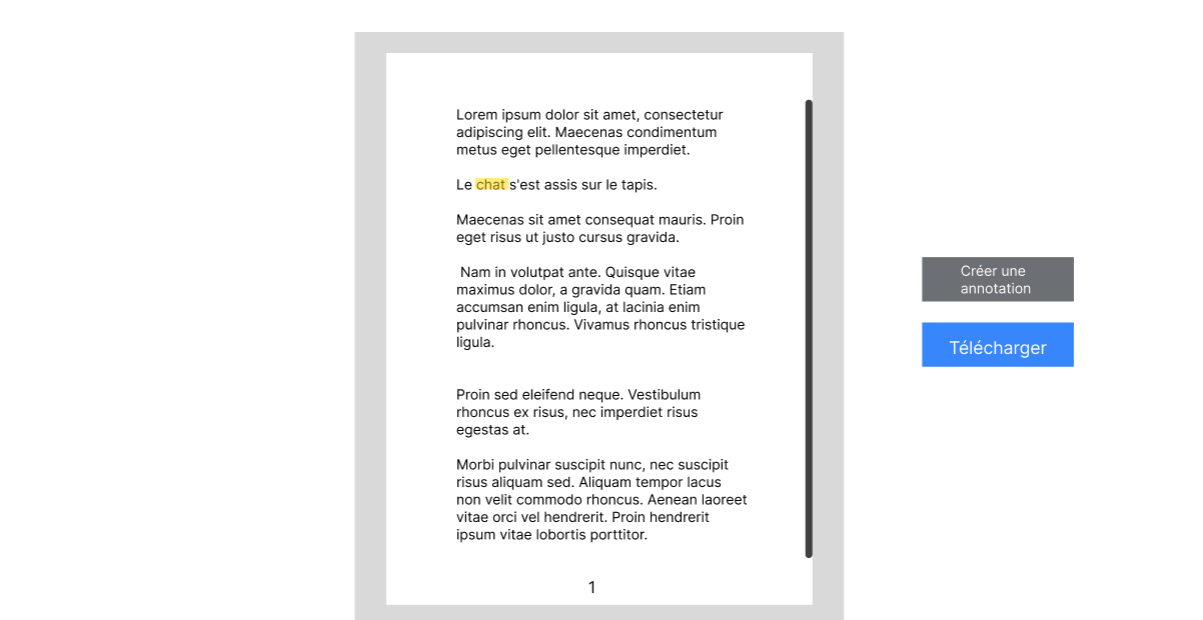 Lorem ipsum dolor sit amet, consectetur
adipiscing elit. Maecenas condimentum
metus eget pellentesque imperdiet.
Le chat s'est assis sur le tapis.
Maecenas sit amet consequat mauris. Proin
eget risus ut justo cursus gravida.
Nam in volutpat ante. Quisque vitae
maximus dolor, a gravida quam. Etiam
accumsan enim ligula, at lacinia enim
pulvinar rhoncus. Vivamus rhoncus tristique
ligula.
Proin sed eleifend neque. Vestibulum
rhoncus ex risus, nec imperdiet risus
egestas at.
Morbi pulvinar suscipit nunc, nec suscipit
risus aliquam sed. Aliquam tempor lacus
non velit commodo rhoncus. Aenean laoreet
vitae orci vel hendrerit. Proin hendrerit
ipsum vitae lobortis porttitor.
1
Créer une
annotation
Télécharger